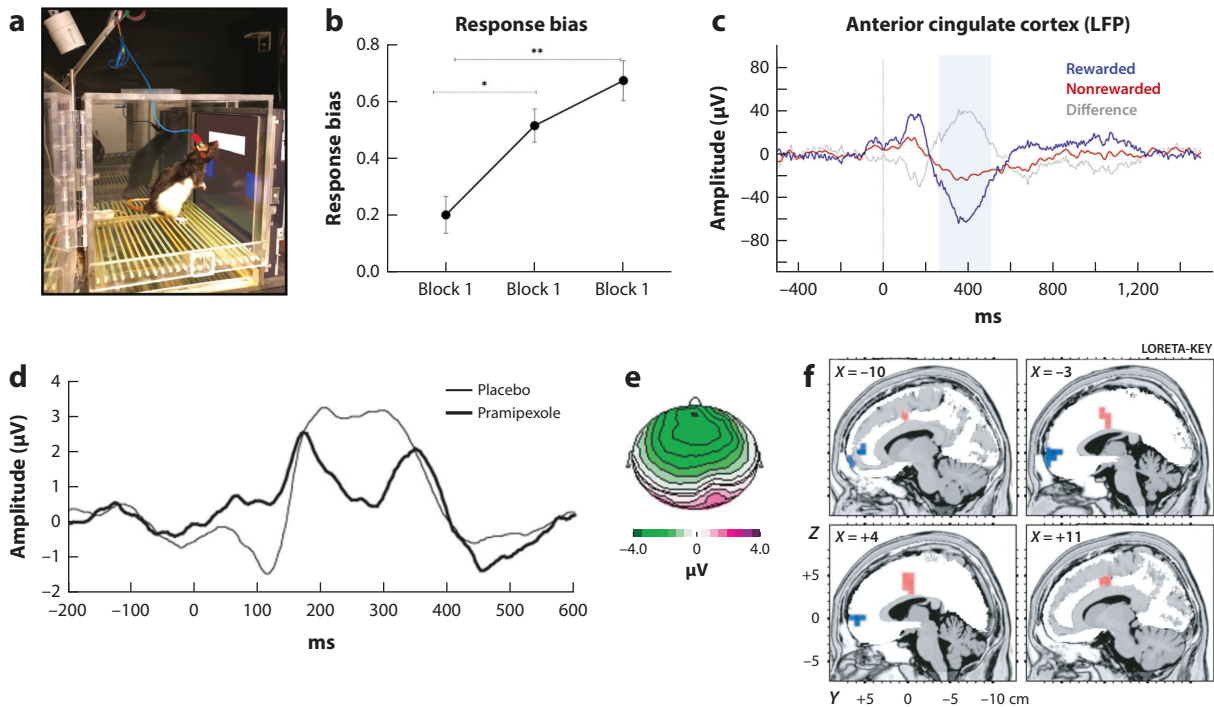 a
b
Response bias
Response bias
0.8
0.6
0.4
0.2
0.0
*
**
Block 1 Block 1 Block 1
c
Anterior cingulate cortex (LFP)
Amplitude (μV)
80
40
0
−40
−80
Rewarded
Nonrewarded
Difference
−400 0 400 800 1,200
ms
d
Amplitude (μV)
4
3
2
1
0
−1
−2
Placebo
Pramipexole
−200 −100 0 100 200 300 400 500 600
ms
e
−4.0 0 4.0
μV
f
LORETA-KEY
X = −10
X = −3
X = +4
X = +11
Z
+5
0
−5
Y +5 0 −5 −10 cm